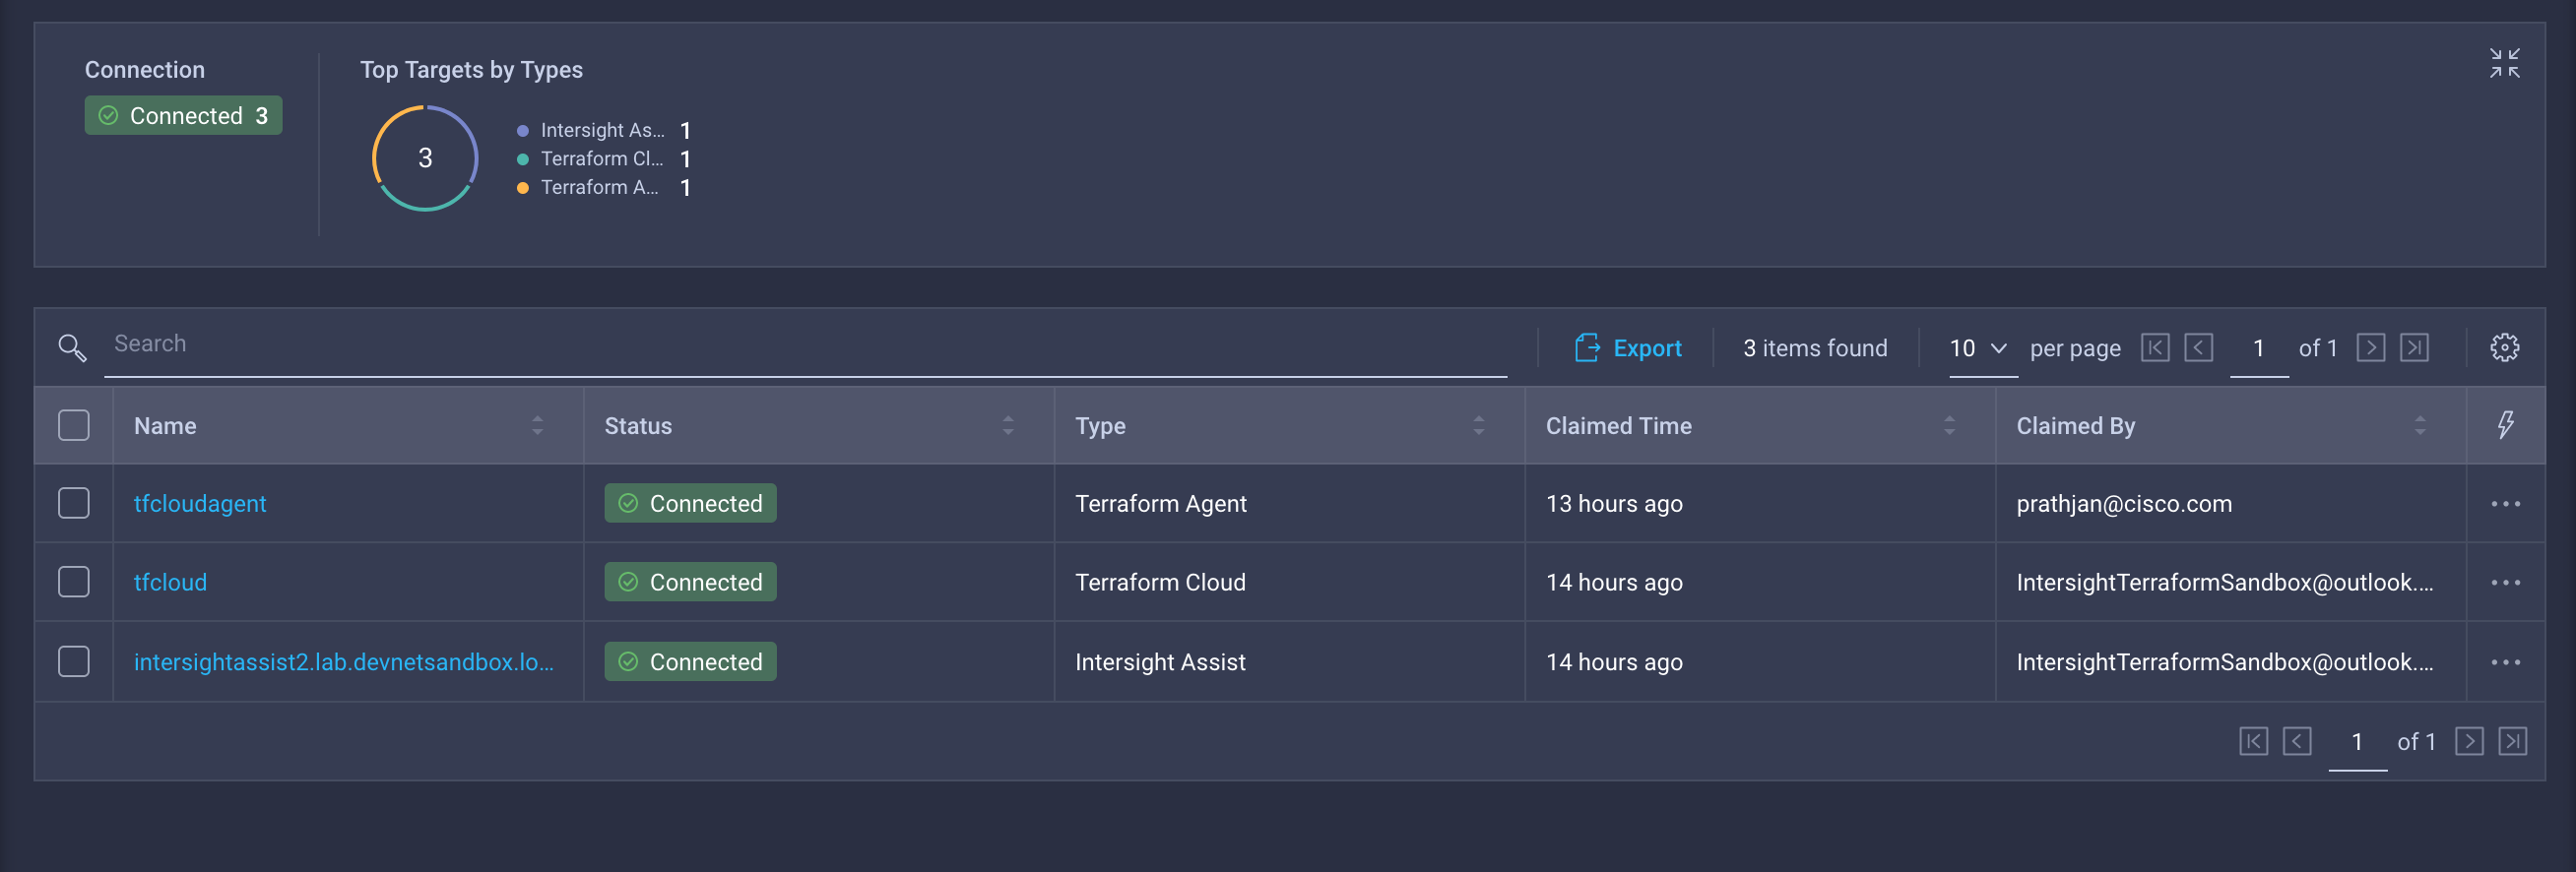 Connection
Connected 3
Top Targets by Types
3
Intersight As... 1
Terraform Cl... 1
Terraform A... 1
Search
Export
3 items found
10 per page
1 of 1
Name Status Type Claimed Time Claimed By
tfcloudagent Connected Terraform Agent 13 hours ago prathjan@cisco.com
tfcloud Connected Terraform Cloud 14 hours ago IntersightTerraformSandbox@outlook....
intersightassist2.lab.devnetsandbox.lo... Connected Intersight Assist 14 hours ago IntersightTerraformSandbox@outlook....
1 of 1